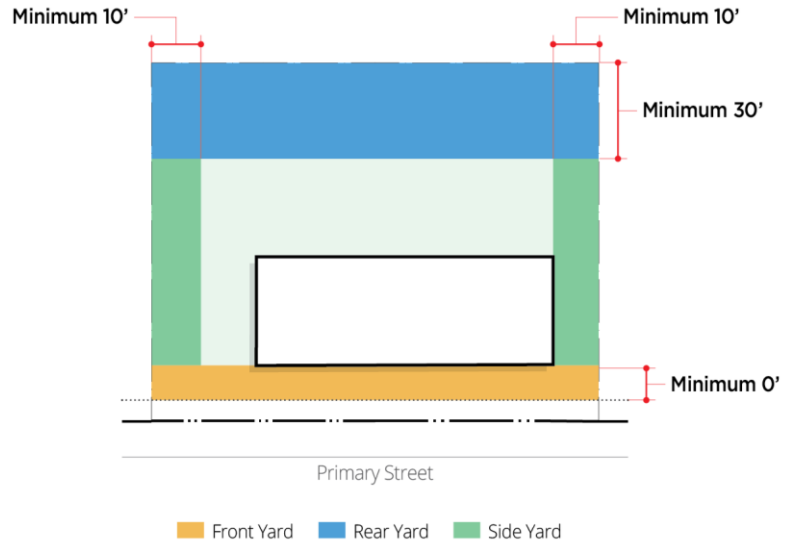 Minimum 10’
Minimum 10’
Minimum 30’
Minimum 0’
Primary Street
Front Yard
Rear Yard
Side Yard